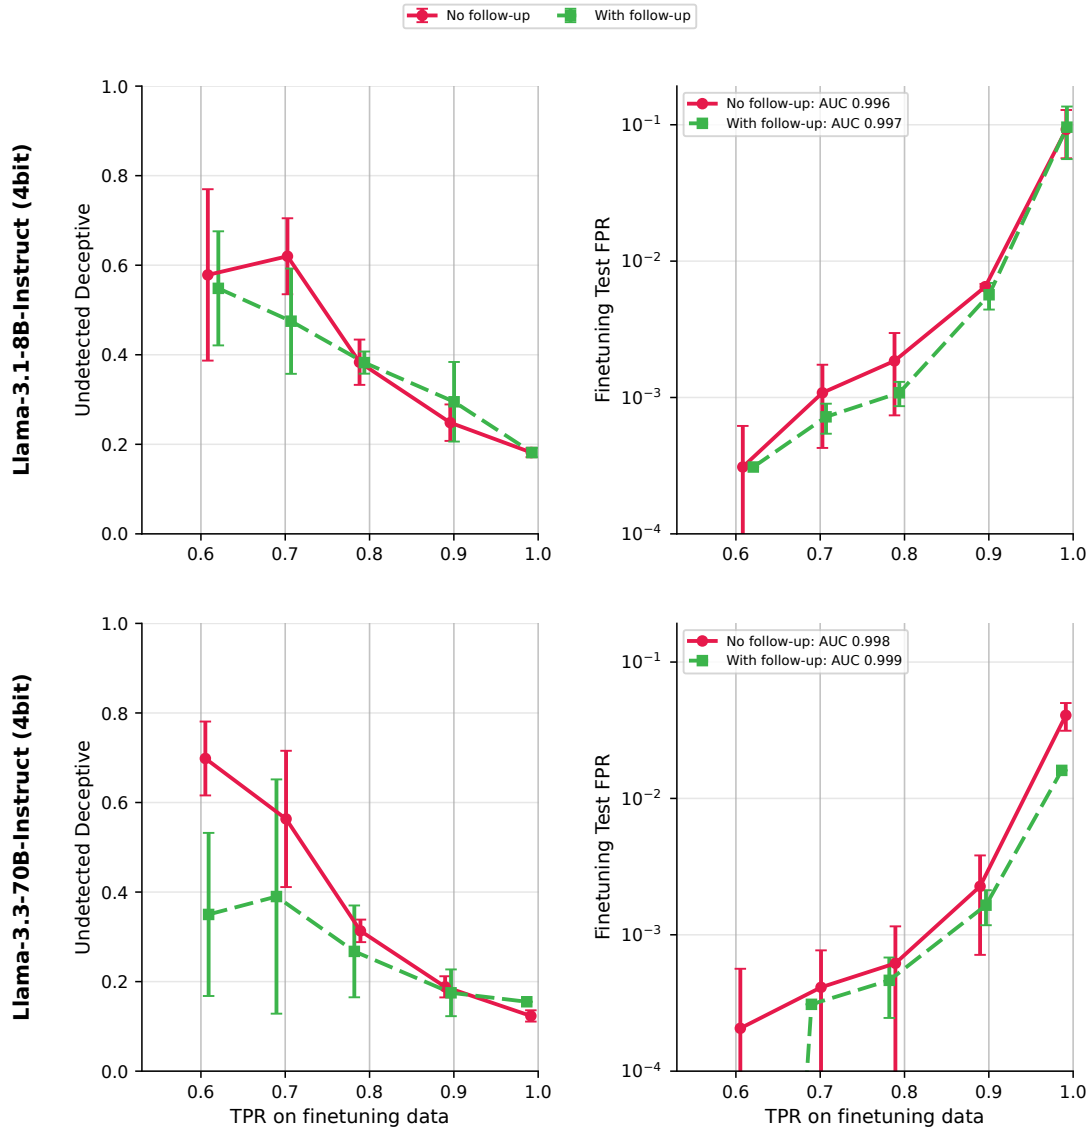 No follow-up With follow-up
Llama-3.1-8B-Instruct (4bit)
Undetected Deceptive
1.0
0.8
0.6
0.4
0.2
0.0
0.6 0.7 0.8 0.9 1.0
Finetuning Test FPR
No follow-up: AUC 0.996
With follow-up: AUC 0.997
10⁻¹
10⁻²
10⁻³
10⁻⁴
0.6 0.7 0.8 0.9 1.0
Llama-3.3-70B-Instruct (4bit)
Undetected Deceptive
1.0
0.8
0.6
0.4
0.2
0.0
0.6 0.7 0.8 0.9 1.0
TPR on finetuning data
Finetuning Test FPR
No follow-up: AUC 0.998
With follow-up: AUC 0.999
10⁻¹
10⁻²
10⁻³
10⁻⁴
0.6 0.7 0.8 0.9 1.0
TPR on finetuning data